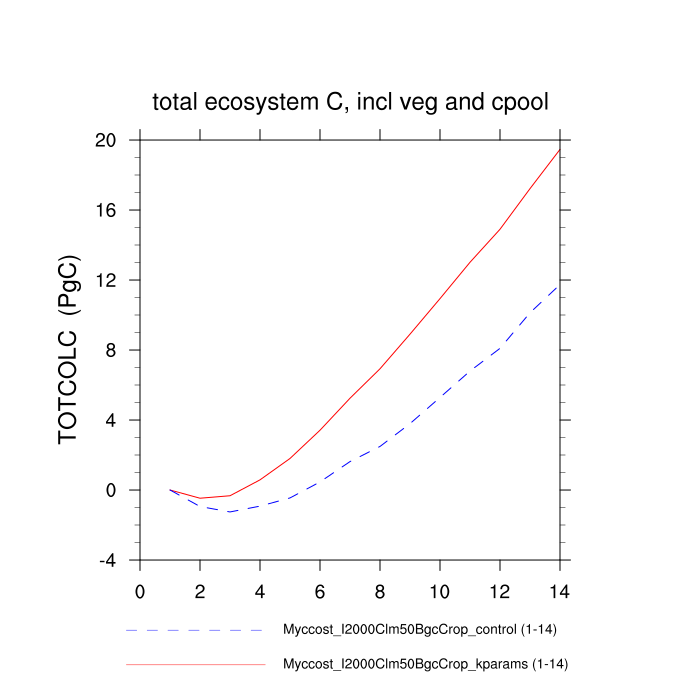 total ecosystem C, incl veg and cpool
TOTCOLC (PgC)
20
16
12
8
4
0
-4
0 2 4 6 8 10 12 14
Myccost_I2000Clm50BgcCrop_control (1-14)
Myccost_I2000Clm50BgcCrop_kparams (1-14)